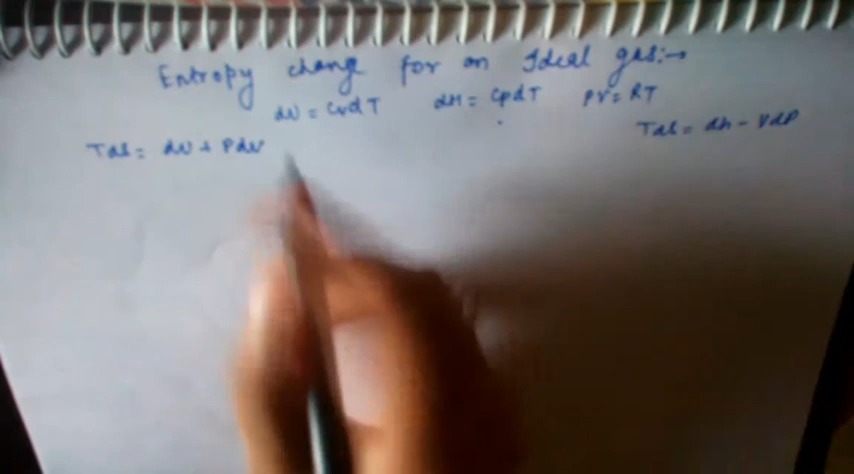 Entropy change for an Ideal gas:→
dU = CvdT dH = CpdT PV = RT
Tds = dU + PdV Tds = dh - VdP